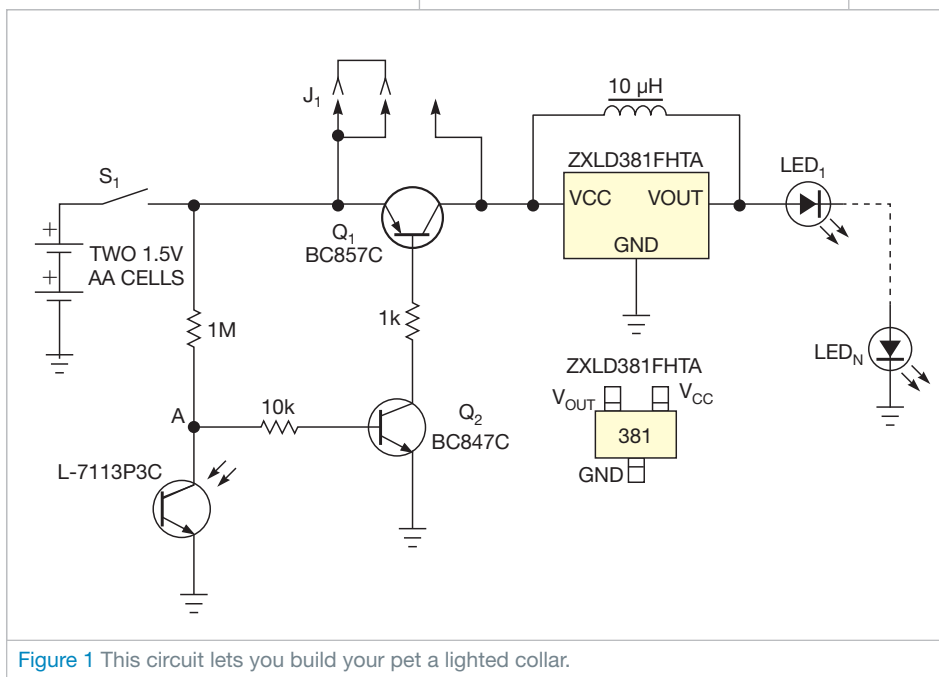 10 µH
J1
ZXLD381FHTA
LED1
S1
VCC VOUT
+
Q1
BC857C
TWO 1.5V
GND
+
AA CELLS
1k
1M
LEDN
ZXLD381FHTA
VOUT
VCC
A
10k
Q2
BC847C
381
L-7113P3C
GND
Figure 1 This circuit lets you build your pet a lighted collar.